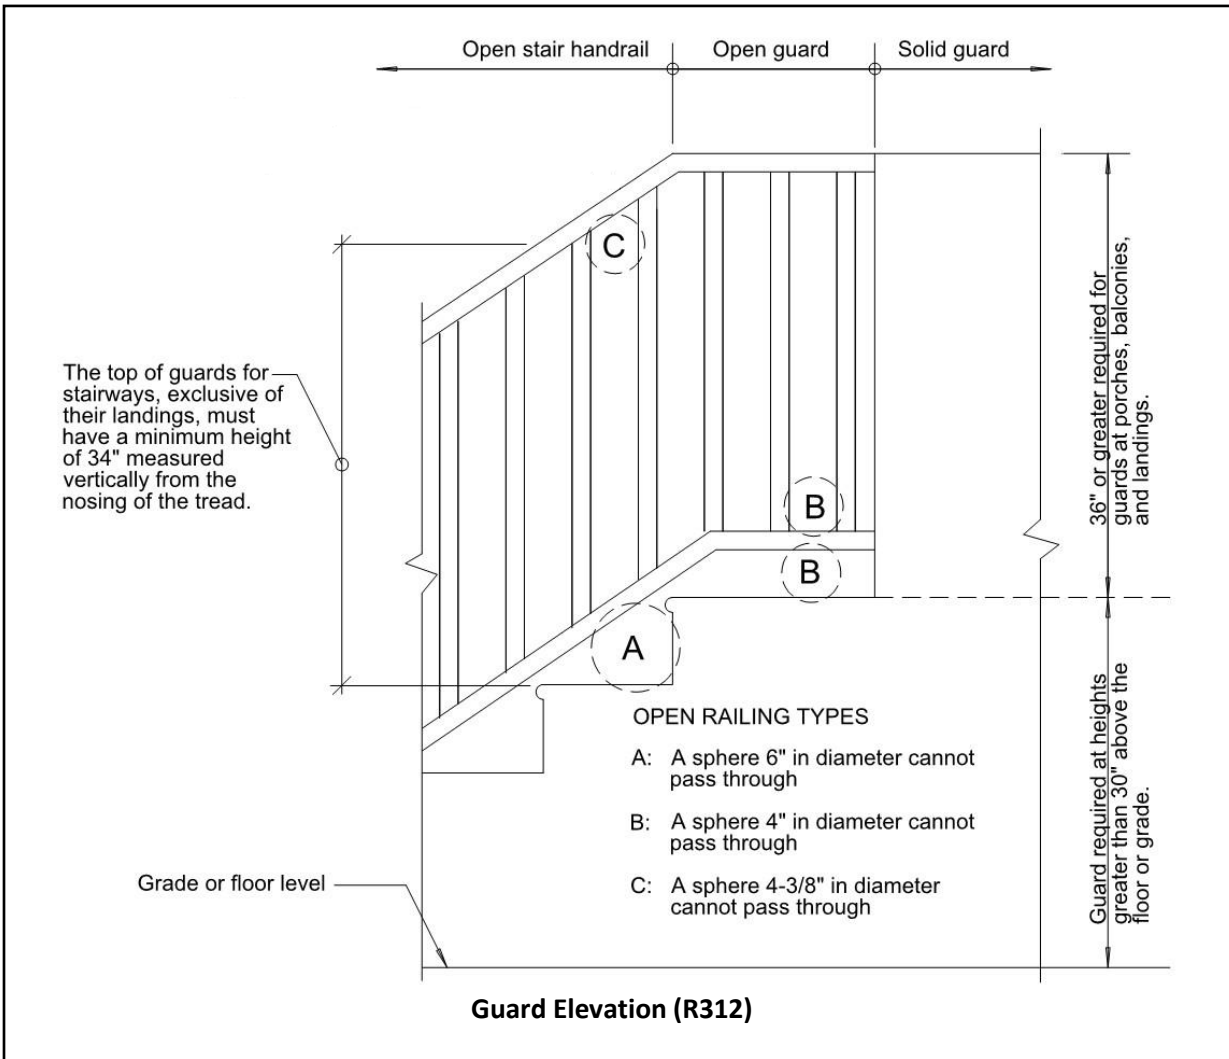 Open stair handrail
Open guard
Solid guard
C
The top of guards for
stairways, exclusive of
their landings, must
have a minimum height
of 34" measured
vertically from the
nosing of the tread.
36" or greater required for
guards at porches, balconies,
and landings.
B
B
A
OPEN RAILING TYPES
A: A sphere 6" in diameter cannot
pass through
B: A sphere 4" in diameter cannot
pass through
C: A sphere 4-3/8" in diameter
cannot pass through
Guard required at heights
greater than 30" above the
floor or grade.
Grade or floor level
Guard Elevation (R312)